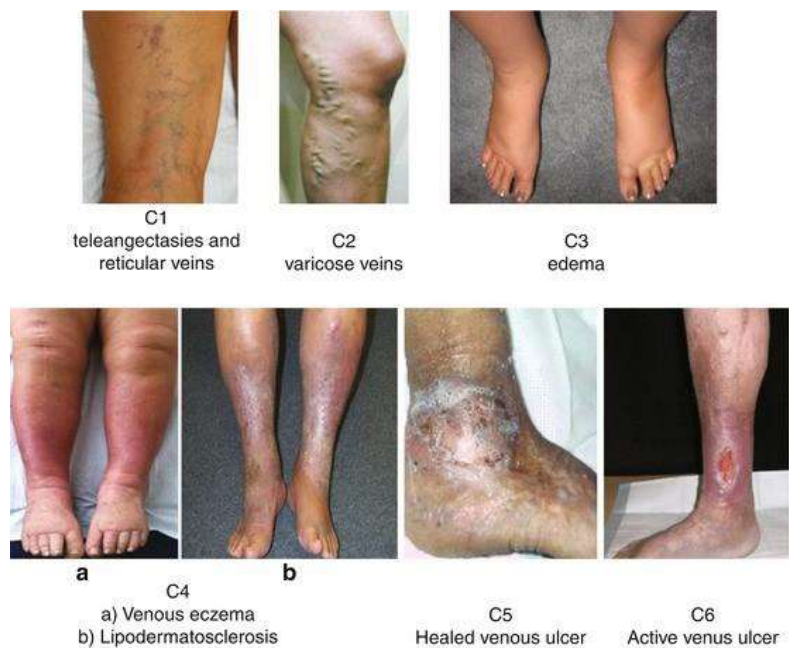 C1
teleangectasies and
reticular veins
C2
varicose veins
C3
edema
a
b
C4
a) Venous eczema
b) Lipodermatosclerosis
C5
Healed venous ulcer
C6
Active venus ulcer